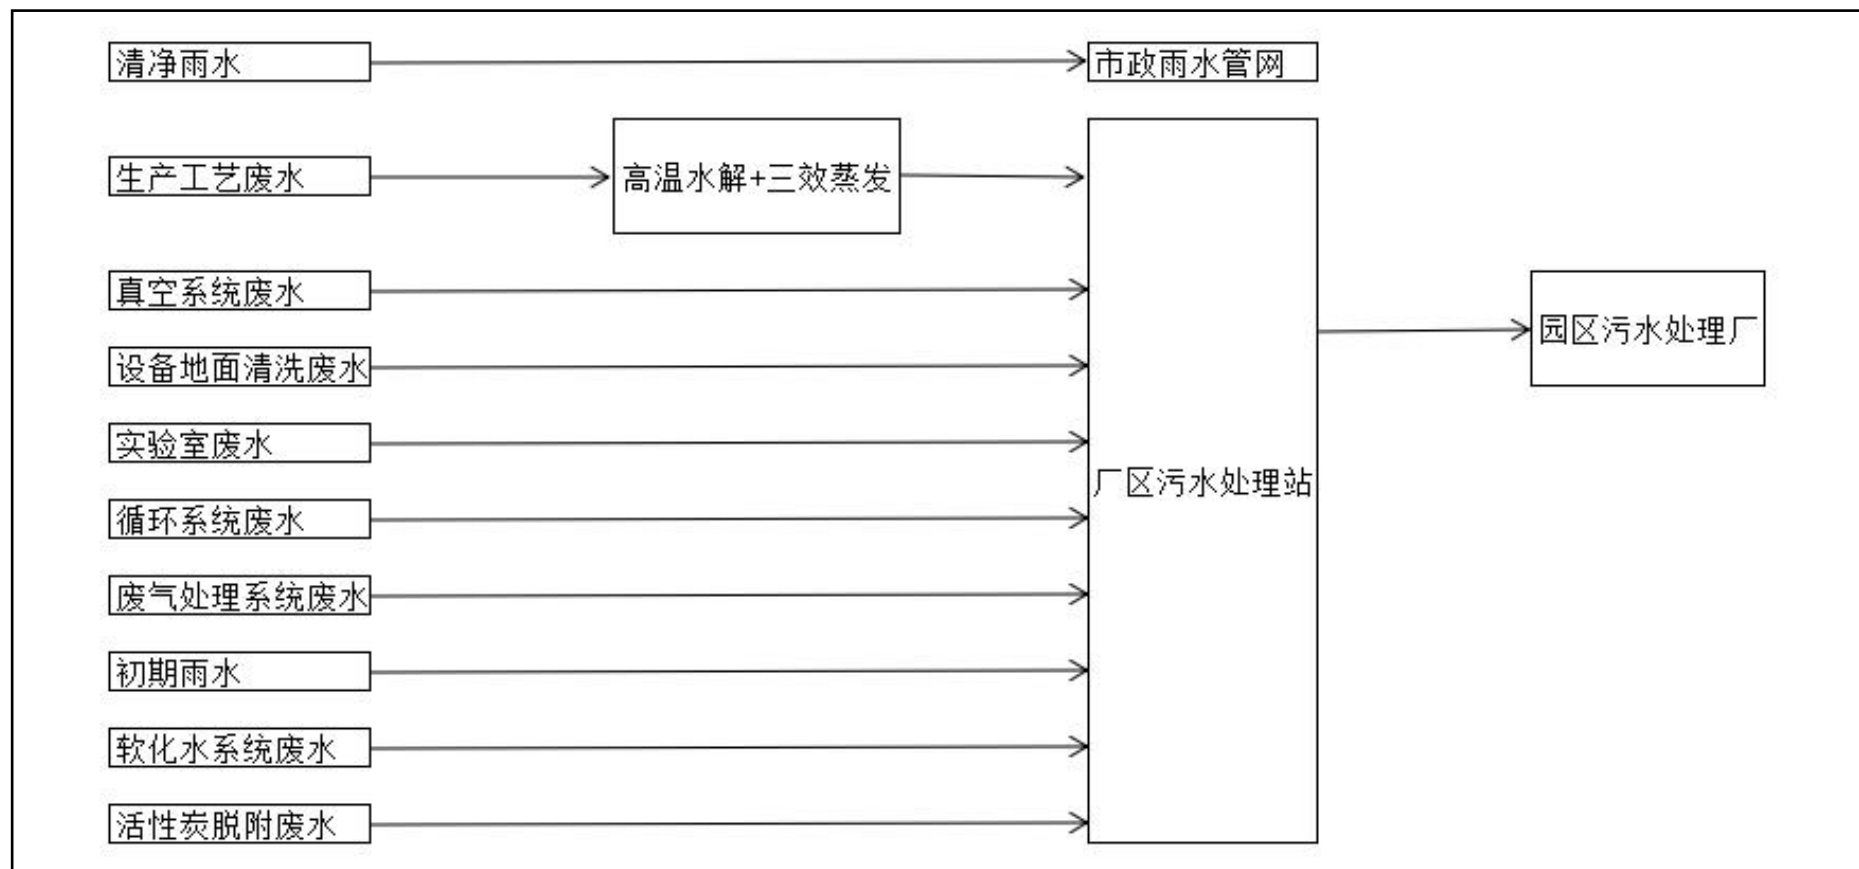 清净雨水
市政雨水管网
生产工艺废水
高温水解+三效蒸发
真空系统废水
设备地面清洗废水
实验室废水
循环系统废水
废气处理系统废水
初期雨水
软化水系统废水
活性炭脱附废水
厂区污水处理站
园区污水处理厂